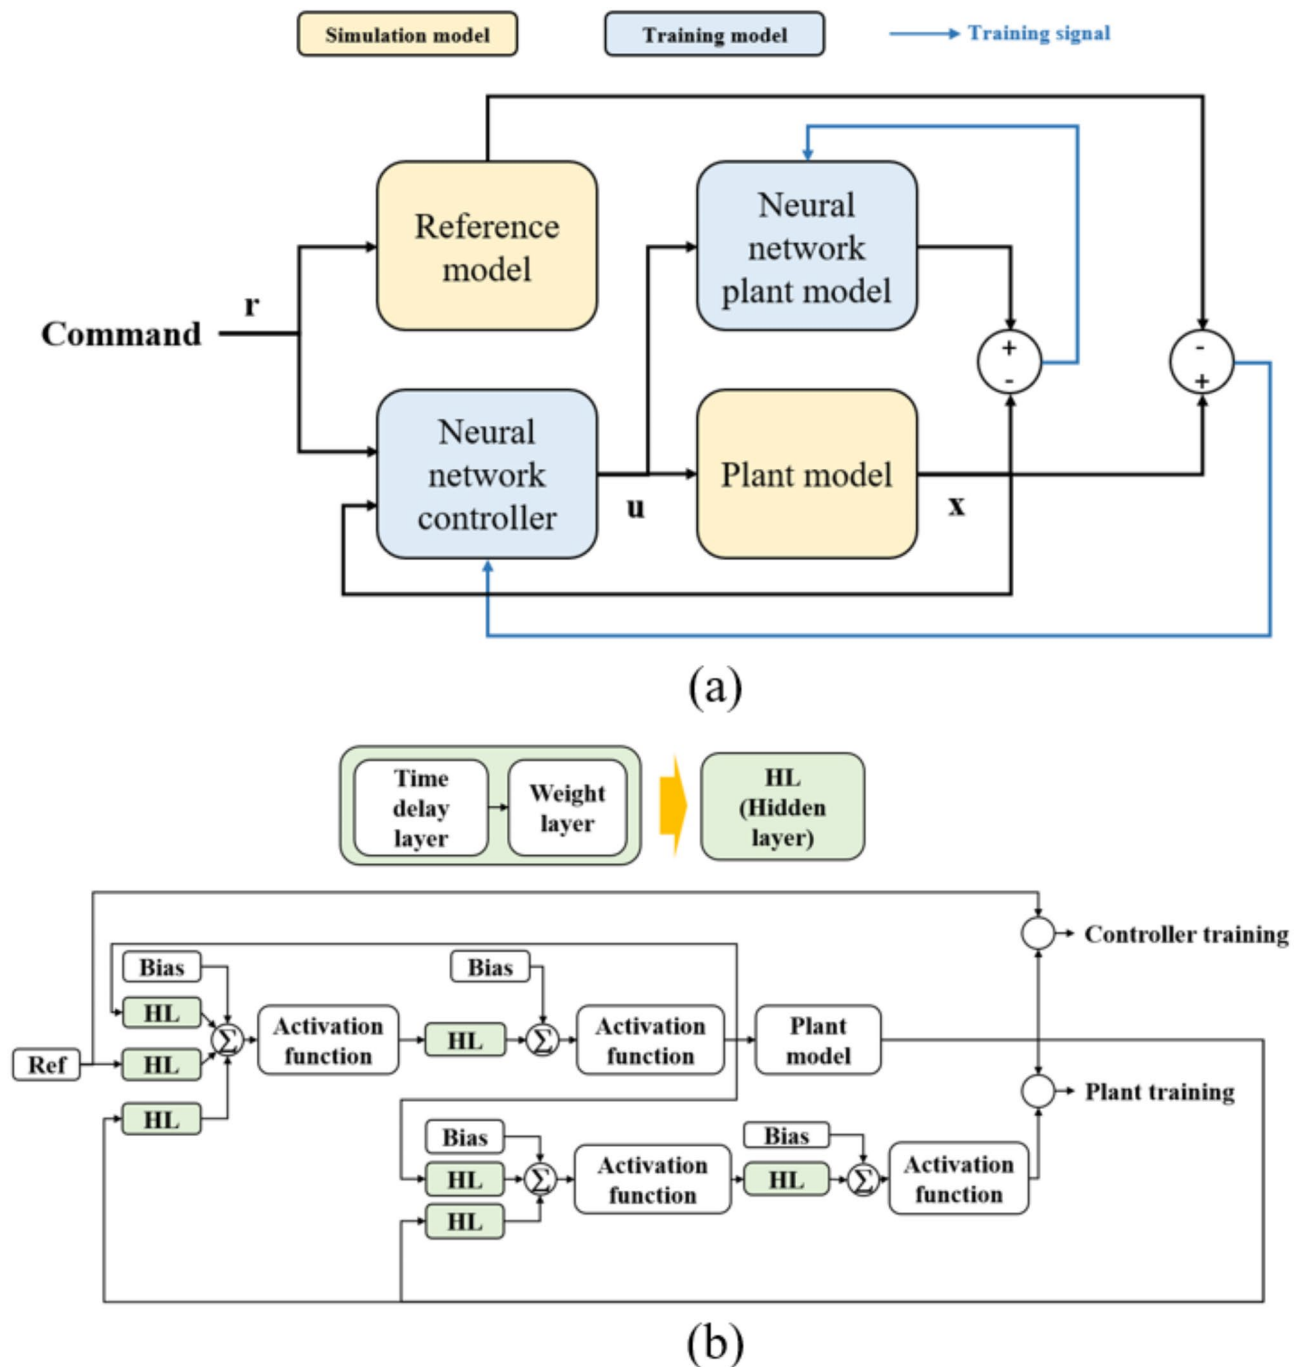 Simulation model
Training model
Training signal
Reference
model
Neural
network
plant model
r
Command
+
-
-
+
Neural
network
controller
Plant model
u
x
(a)
Time
delay
layer
Weight
layer
HL
(Hidden
layer)
Controller training
Bias
Bias
HL
Σ
Activation
function
HL
Σ
Activation
function
Plant
model
Ref
HL
HL
Plant training
Bias
Bias
HL
Σ
Activation
function
HL
Σ
Activation
function
HL
(b)